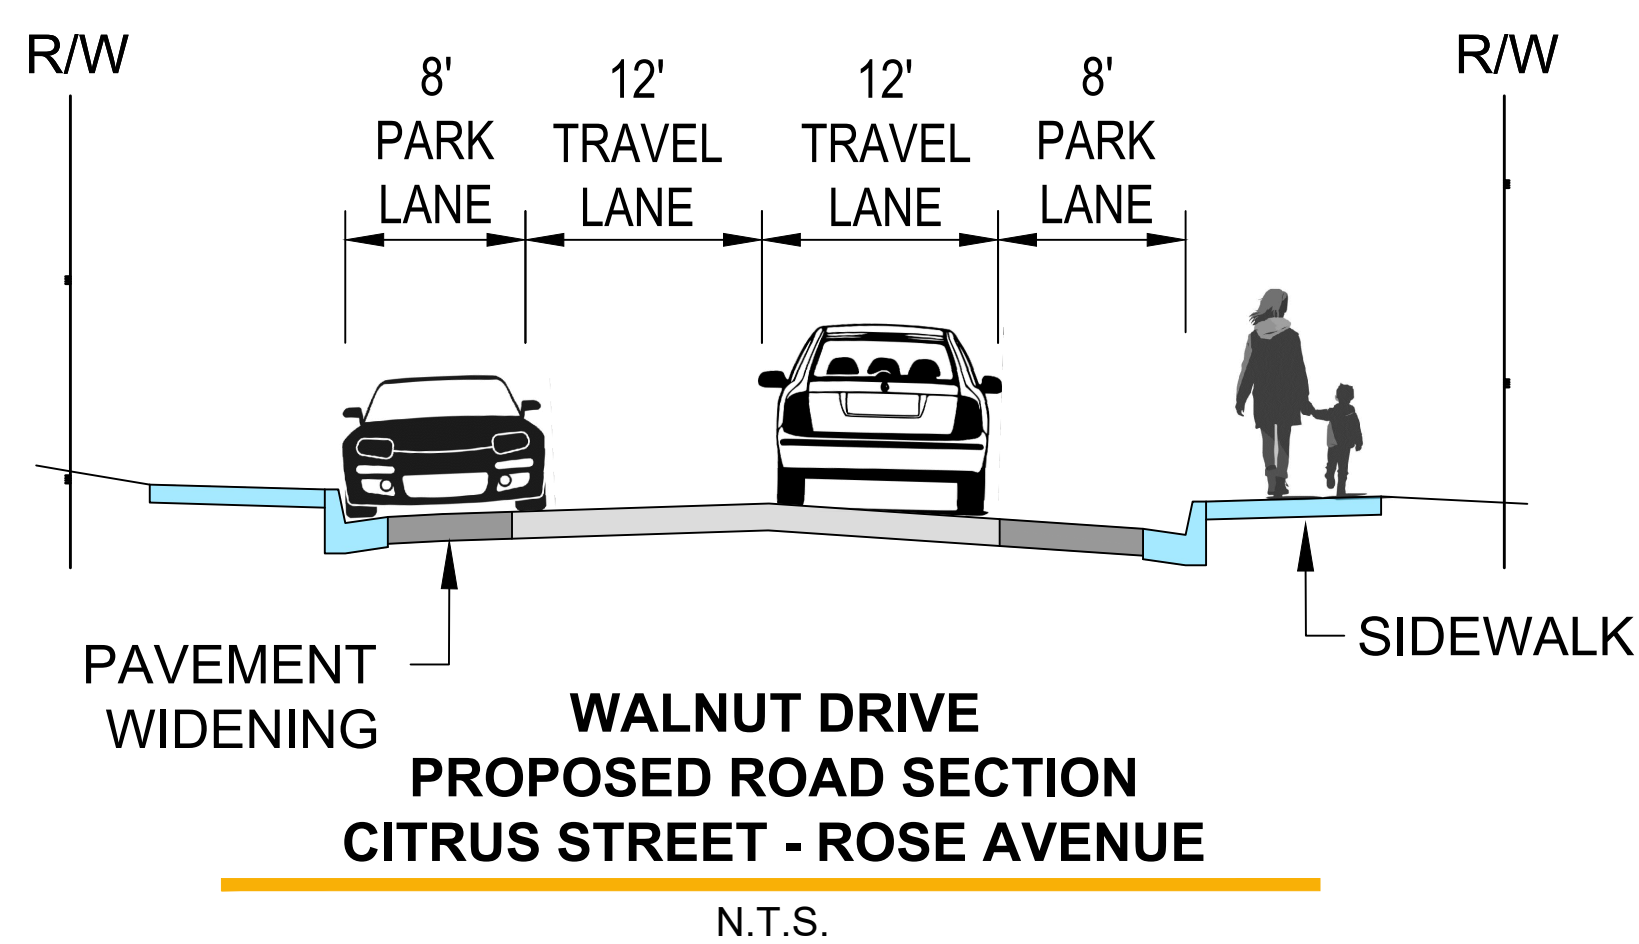 R/W
R/W
8'
PARK
LANE
12'
TRAVEL
LANE
12'
TRAVEL
LANE
8'
PARK
LANE
PAVEMENT
WIDENING
SIDEWALK
WALNUT DRIVE
PROPOSED ROAD SECTION
CITRUS STREET - ROSE AVENUE
N.T.S.